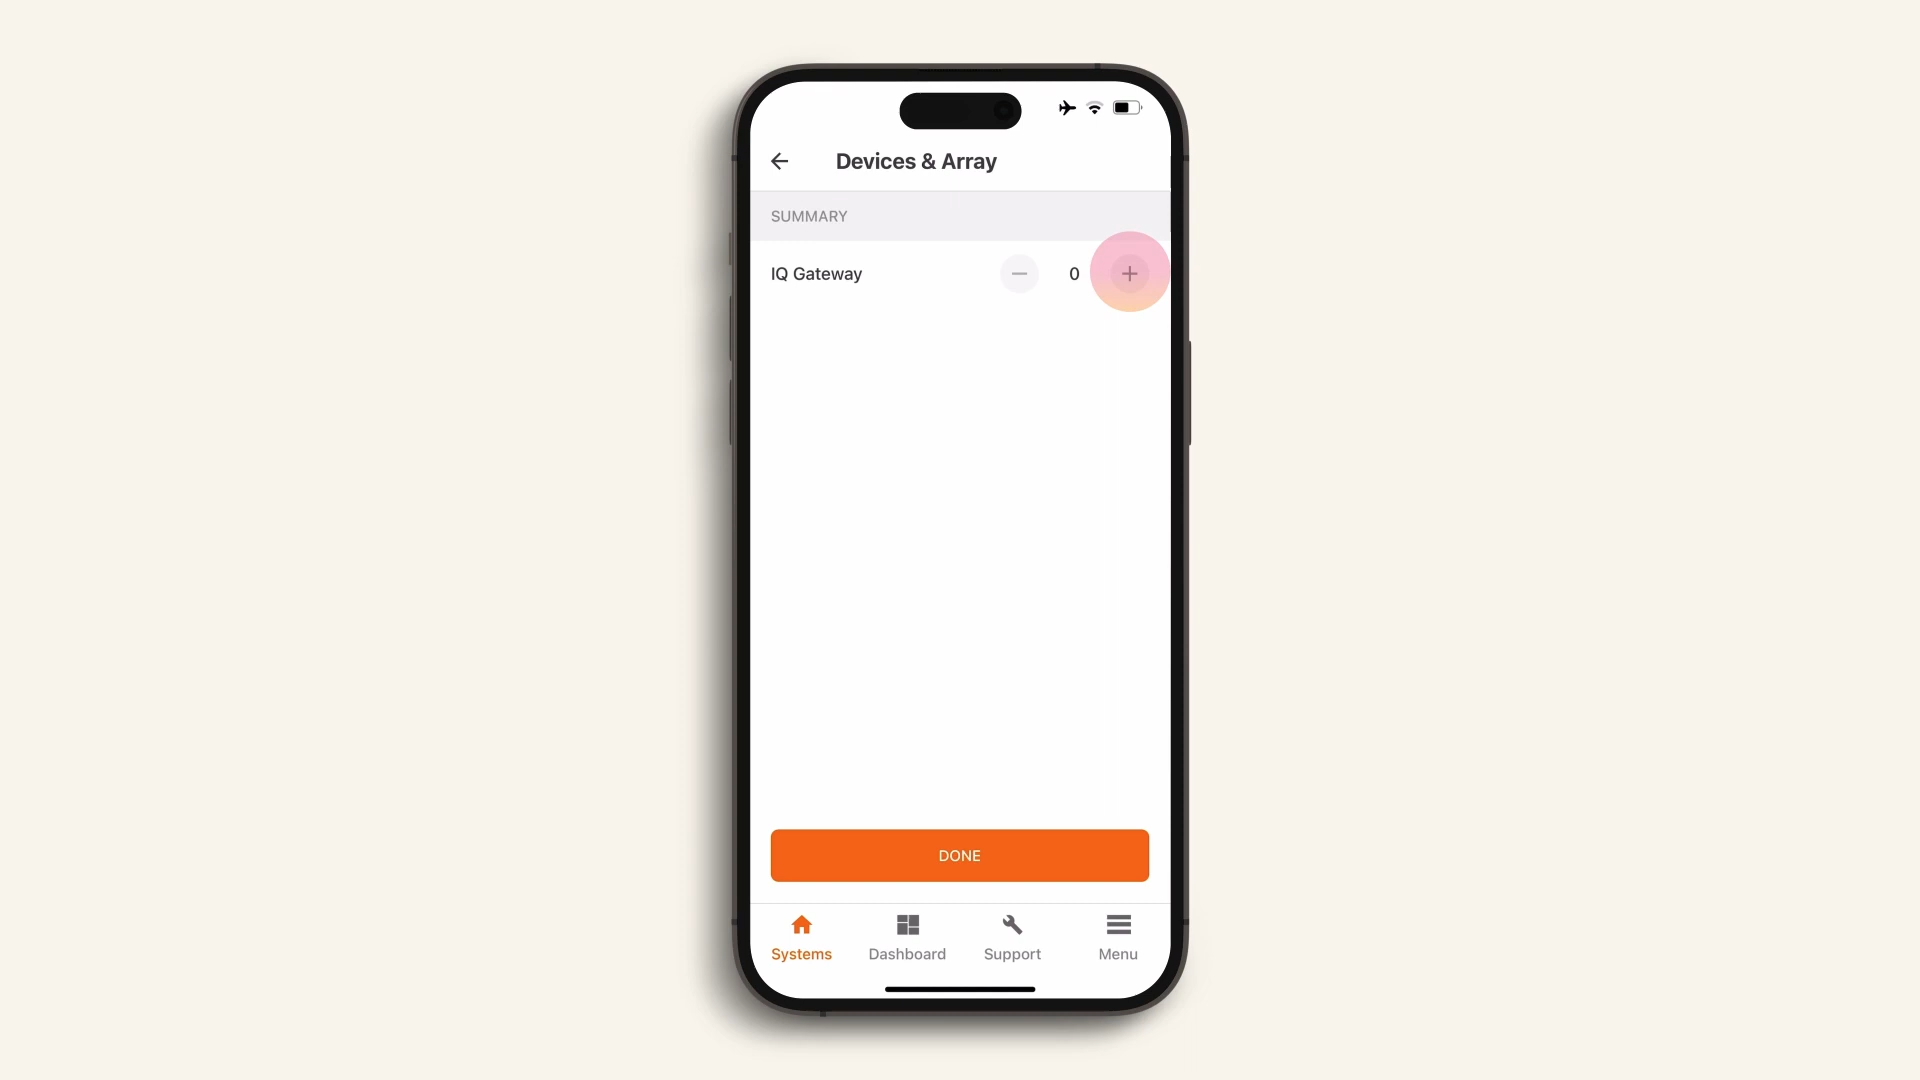 Devices & Array
SUMMARY
IQ Gateway
0
DONE
Systems
Dashboard
Support
Menu